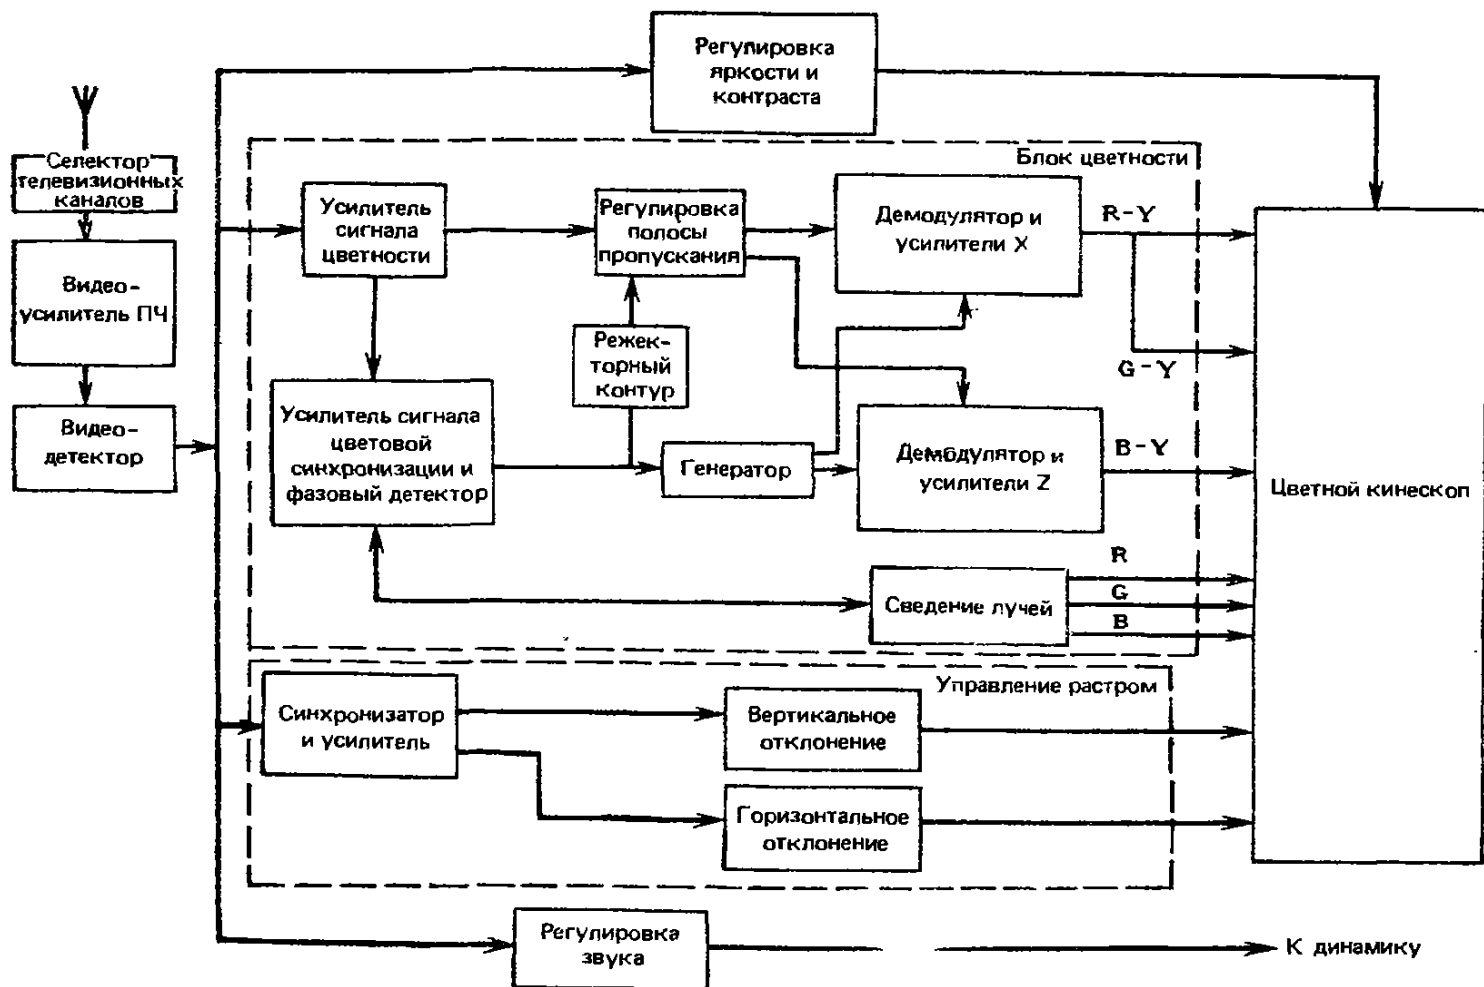 Регулировка
яркости и
контраста
Селектор
телевизионных
каналов
Блок цветности
Усилитель
сигнала
цветности
Регулировка
полосы
пропускания
Демодулятор и
усилители X
R-Y
Видео-
усилитель ПЧ
Режек-
торный
контур
G-Y
Видео-
детектор
Усилитель сигнала
цветовой
синхронизации и
фазовый детектор
Генератор
Демодулятор и
усилители Z
B-Y
Цветной кинескоп
Сведение лучей
R
G
B
Управление растром
Синхронизатор
и усилитель
Вертикальное
отклонение
Горизонтальное
отклонение
Регулировка
звука
К динамику